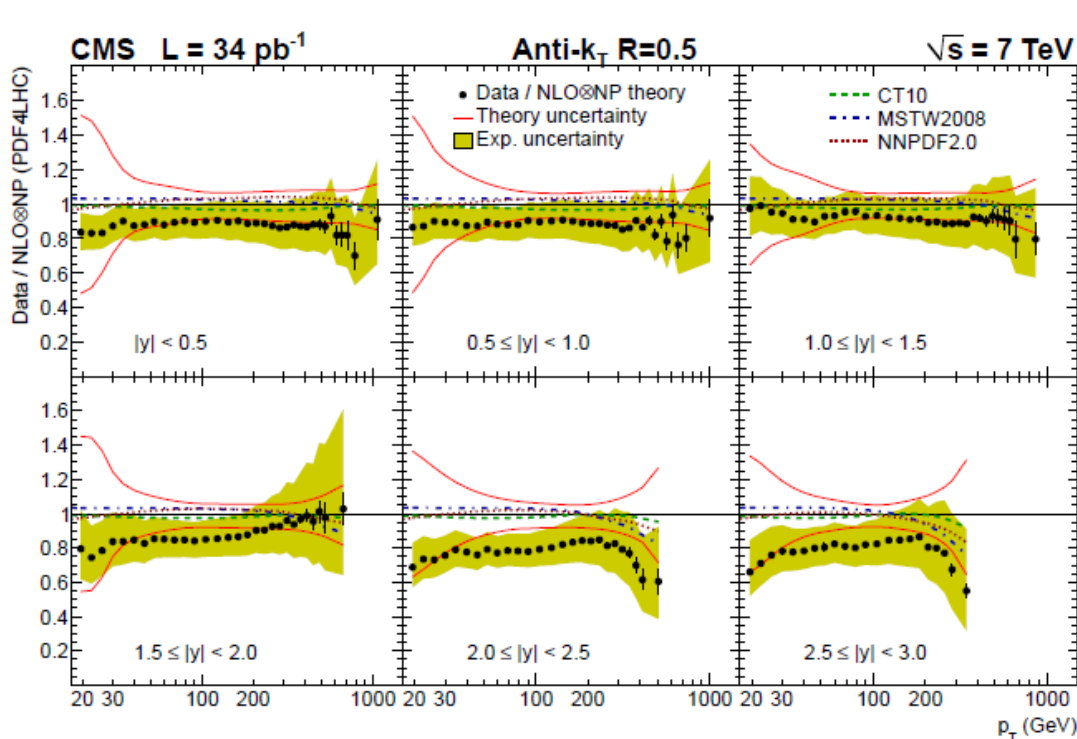 CMS L = 34 pb-1 Anti-kT R=0.5 √s = 7 TeV
Data / NLO⊗NP (PDF4LHC)
1.6
1.4
1.2
1
0.8
0.6
0.4
0.2
|y| < 0.5
Data / NLO⊗NP theory
Theory uncertainty
Exp. uncertainty
0.5 ≤ |y| < 1.0
CT10
MSTW2008
NNPDF2.0
1.0 ≤ |y| < 1.5
1.6
1.4
1.2
1
0.8
0.6
0.4
0.2
1.5 ≤ |y| < 2.0
2.0 ≤ |y| < 2.5
2.5 ≤ |y| < 3.0
20 30 100 200 1000 20 30 100 200 1000 20 30 100 200 1000
pT (GeV)